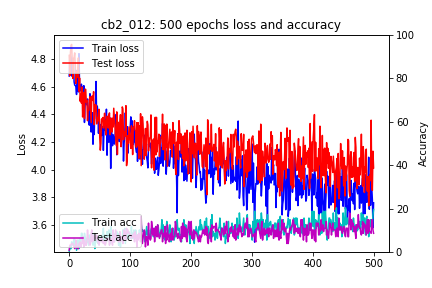 cb2_012: 500 epochs loss and accuracy
Train loss
Test loss
Train acc
Test acc
Loss
4.8
4.6
4.4
4.2
4.0
3.8
3.6
Accuracy
100
80
60
40
20
0
0 100 200 300 400 500